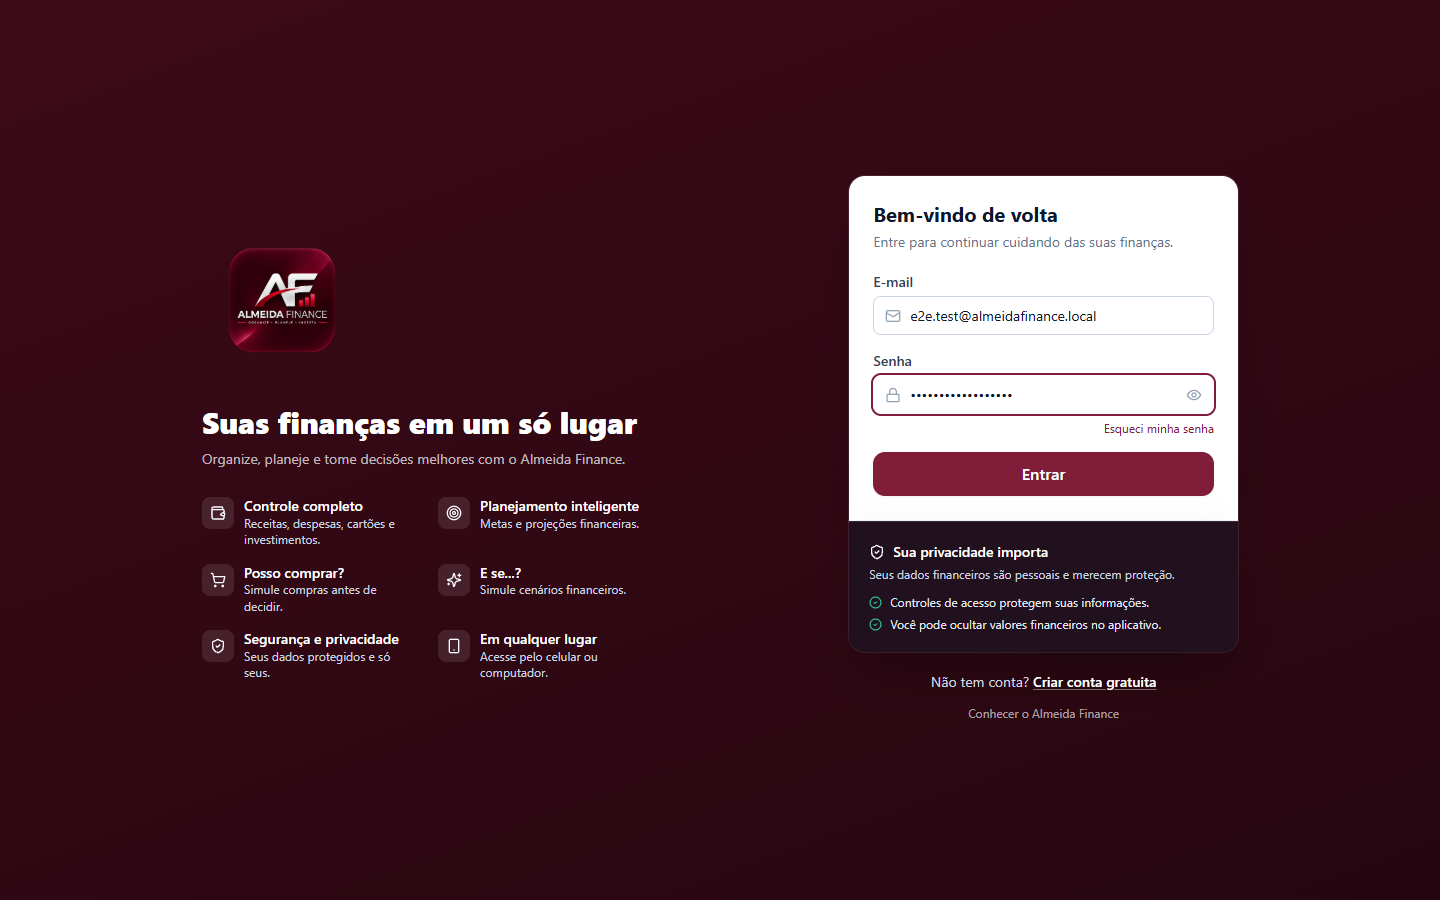 AF
ALMEIDA FINANCE
ORGANIZE • PLANEJE • INVISTA
Suas finanças em um só lugar
Organize, planeje e tome decisões melhores com o Almeida Finance.
Controle completo
Receitas, despesas, cartões e
investimentos.
Planejamento inteligente
Metas e projeções financeiras.
Posso comprar?
Simule compras antes de
decidir.
E se...?
Simule cenários financeiros.
Segurança e privacidade
Seus dados protegidos e só
seus.
Em qualquer lugar
Acesse pelo celular ou
computador.
Bem-vindo de volta
Entre para continuar cuidando das suas finanças.
E-mail
e2e.test@almeidafinance.local
Senha
••••••••••••••••••
Esqueci minha senha
Entrar
Sua privacidade importa
Seus dados financeiros são pessoais e merecem proteção.
Controles de acesso protegem suas informações.
Você pode ocultar valores financeiros no aplicativo.
Não tem conta? Criar conta gratuita
Conhecer o Almeida Finance